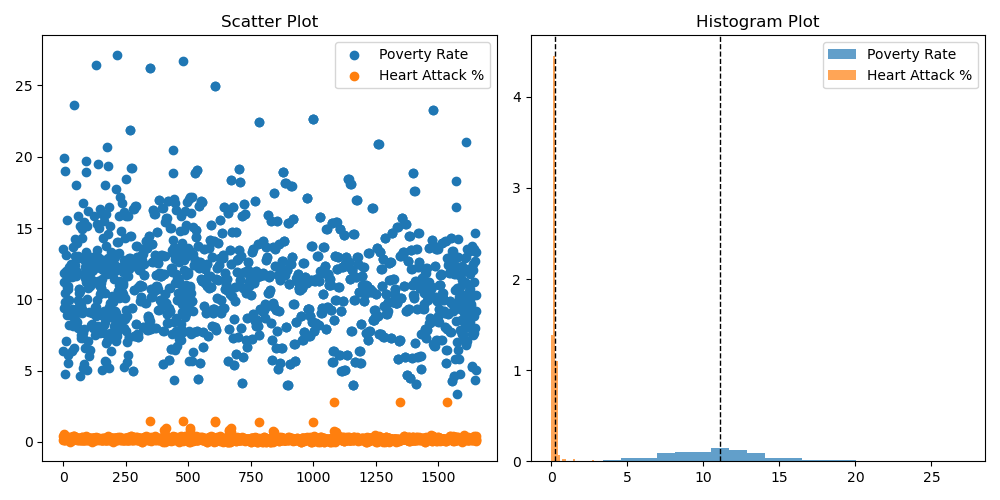 Scatter Plot
Poverty Rate
Heart Attack %
25
20
15
10
5
0
0 250 500 750 1000 1250 1500
Histogram Plot
Poverty Rate
Heart Attack %
4
3
2
1
0
0 5 10 15 20 25